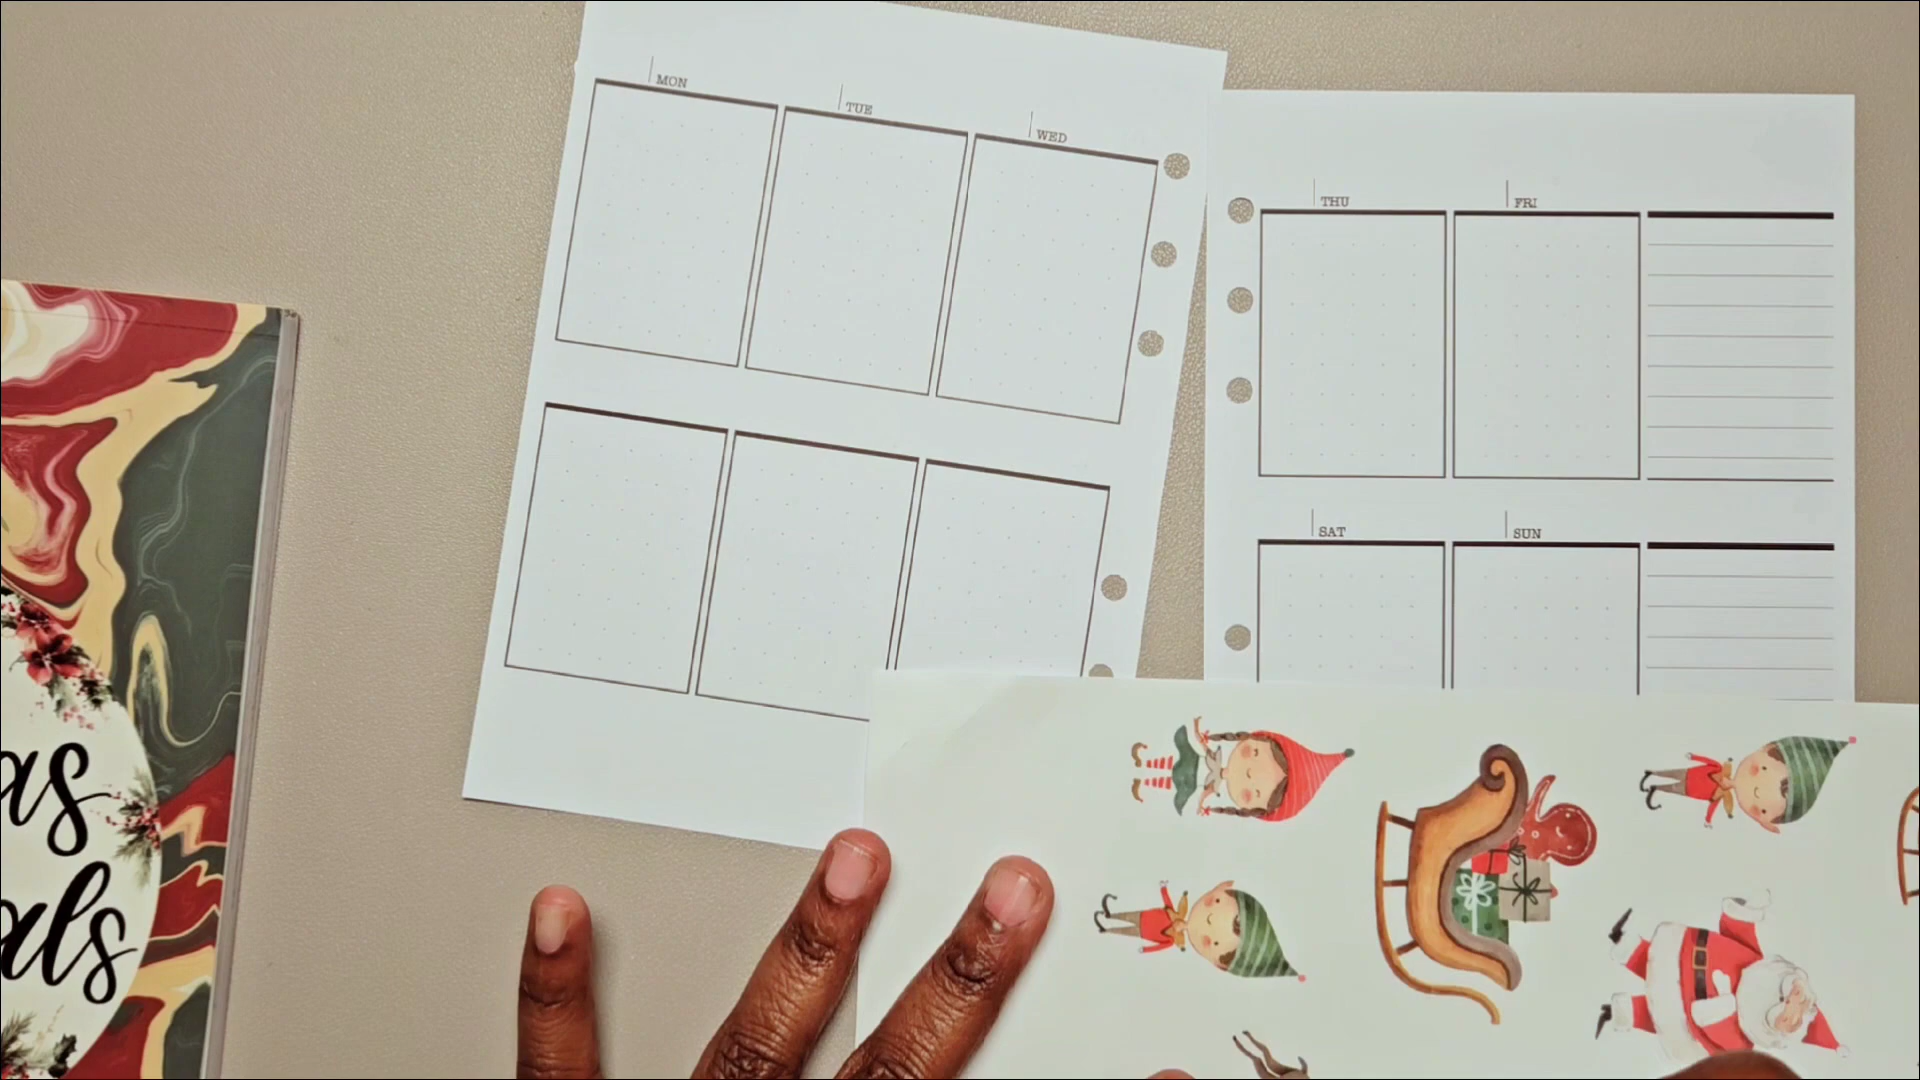 MON
TUE
WED
THU
FRI
SAT
SUN
as
als